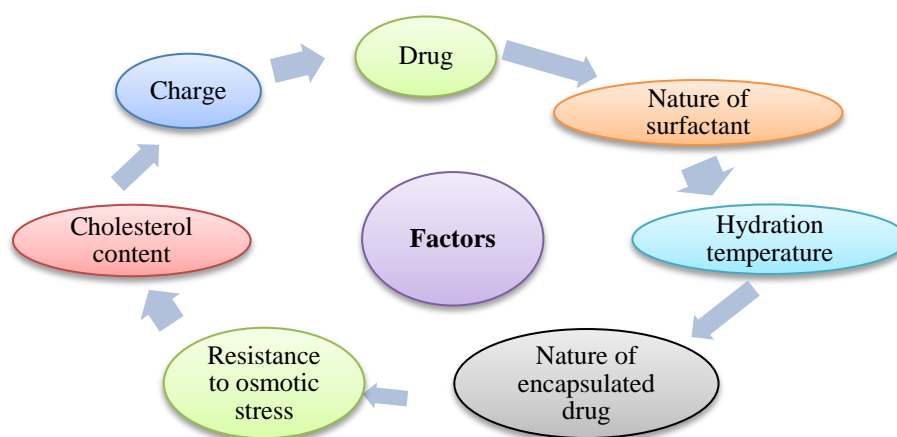 Drug
Nature of
surfactant
Hydration
temperature
Nature of
encapsulated
drug
Resistance
to osmotic
stress
Cholesterol
content
Charge
Factors